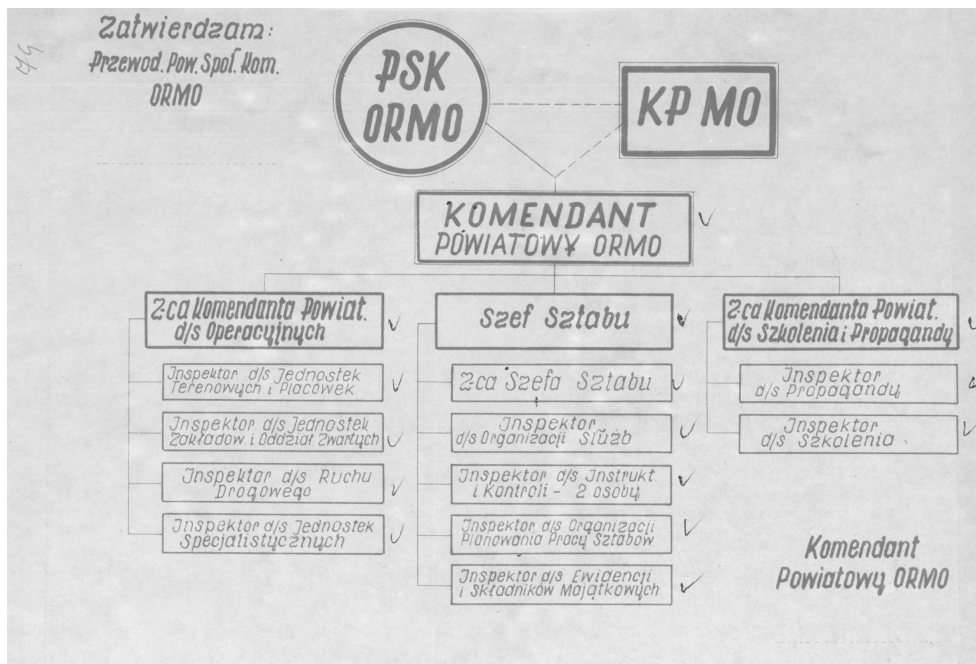 Zatwierdzam:
Przewod. Pow. Społ. Kom.
ORMO
PSK
ORMO
KP MO
KOMENDANT
POWIATOWY ORMO
Z-ca Komendanta Powiat.
d/s Operacyjnych
Inspektor d/s Jednostek
Terenowych i Placówek
Inspektor d/s Jednostek
Zakładów i Oddział Zwartych
Inspektor d/s Ruchu
Drogowego
Inspektor d/s Jednostek
Specjalistycznych
Szef Sztabu
Z-ca Szefa Sztabu
Inspektor
d/s Organizacji Służb
Inspektor d/s Instrukt.
i Kontroli - 2 osoby
Inspektor d/s Organizacji
Planowania Pracy Sztabów
Inspektor d/s Ewidencji
i Składników Majątkowych
Z-ca Komendanta Powiat.
d/s Szkolenia i Propagandy
Inspektor
d/s Propagandy
Inspektor
d/s Szkolenia
Komendant
Powiatowy ORMO